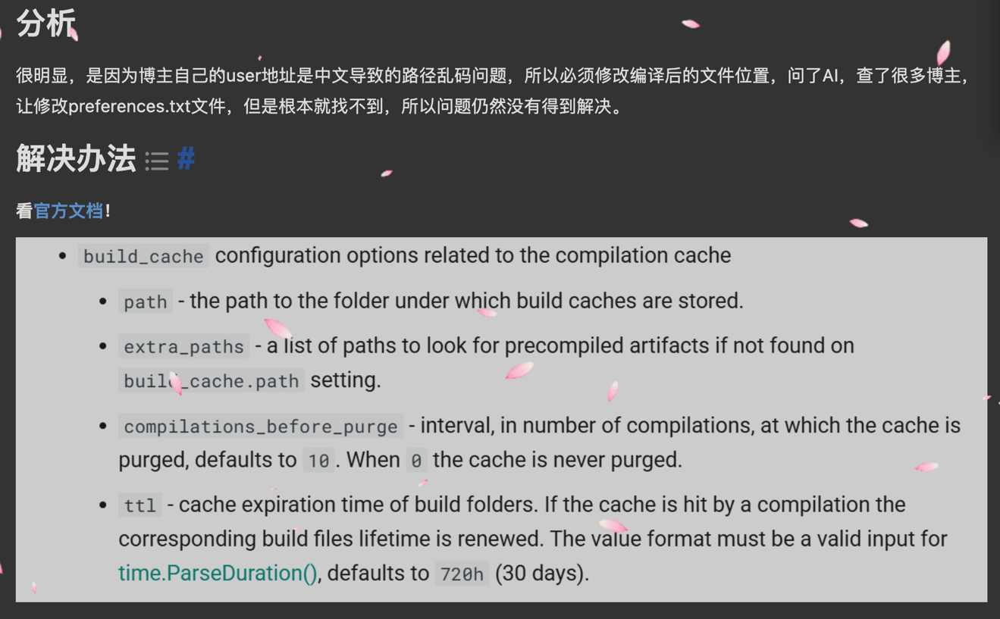 分析
很明显，是因为博主自己的user地址是中文导致的路径乱码问题，所以必须修改编译后的文件位置，问了AI，查了很多博主，
让修改preferences.txt文件，但是根本就找不到，所以问题仍然没有得到解决。
解决办法 #
看官方文档！
• build_cache configuration options related to the compilation cache
• path - the path to the folder under which build caches are stored.
• extra_paths - a list of paths to look for precompiled artifacts if not found on
build_cache.path setting.
• compilations_before_purge - interval, in number of compilations, at which the cache is
purged, defaults to 10. When 0 the cache is never purged.
• ttl - cache expiration time of build folders. If the cache is hit by a compilation the
corresponding build files lifetime is renewed. The value format must be a valid input for
time.ParseDuration(), defaults to 720h (30 days).